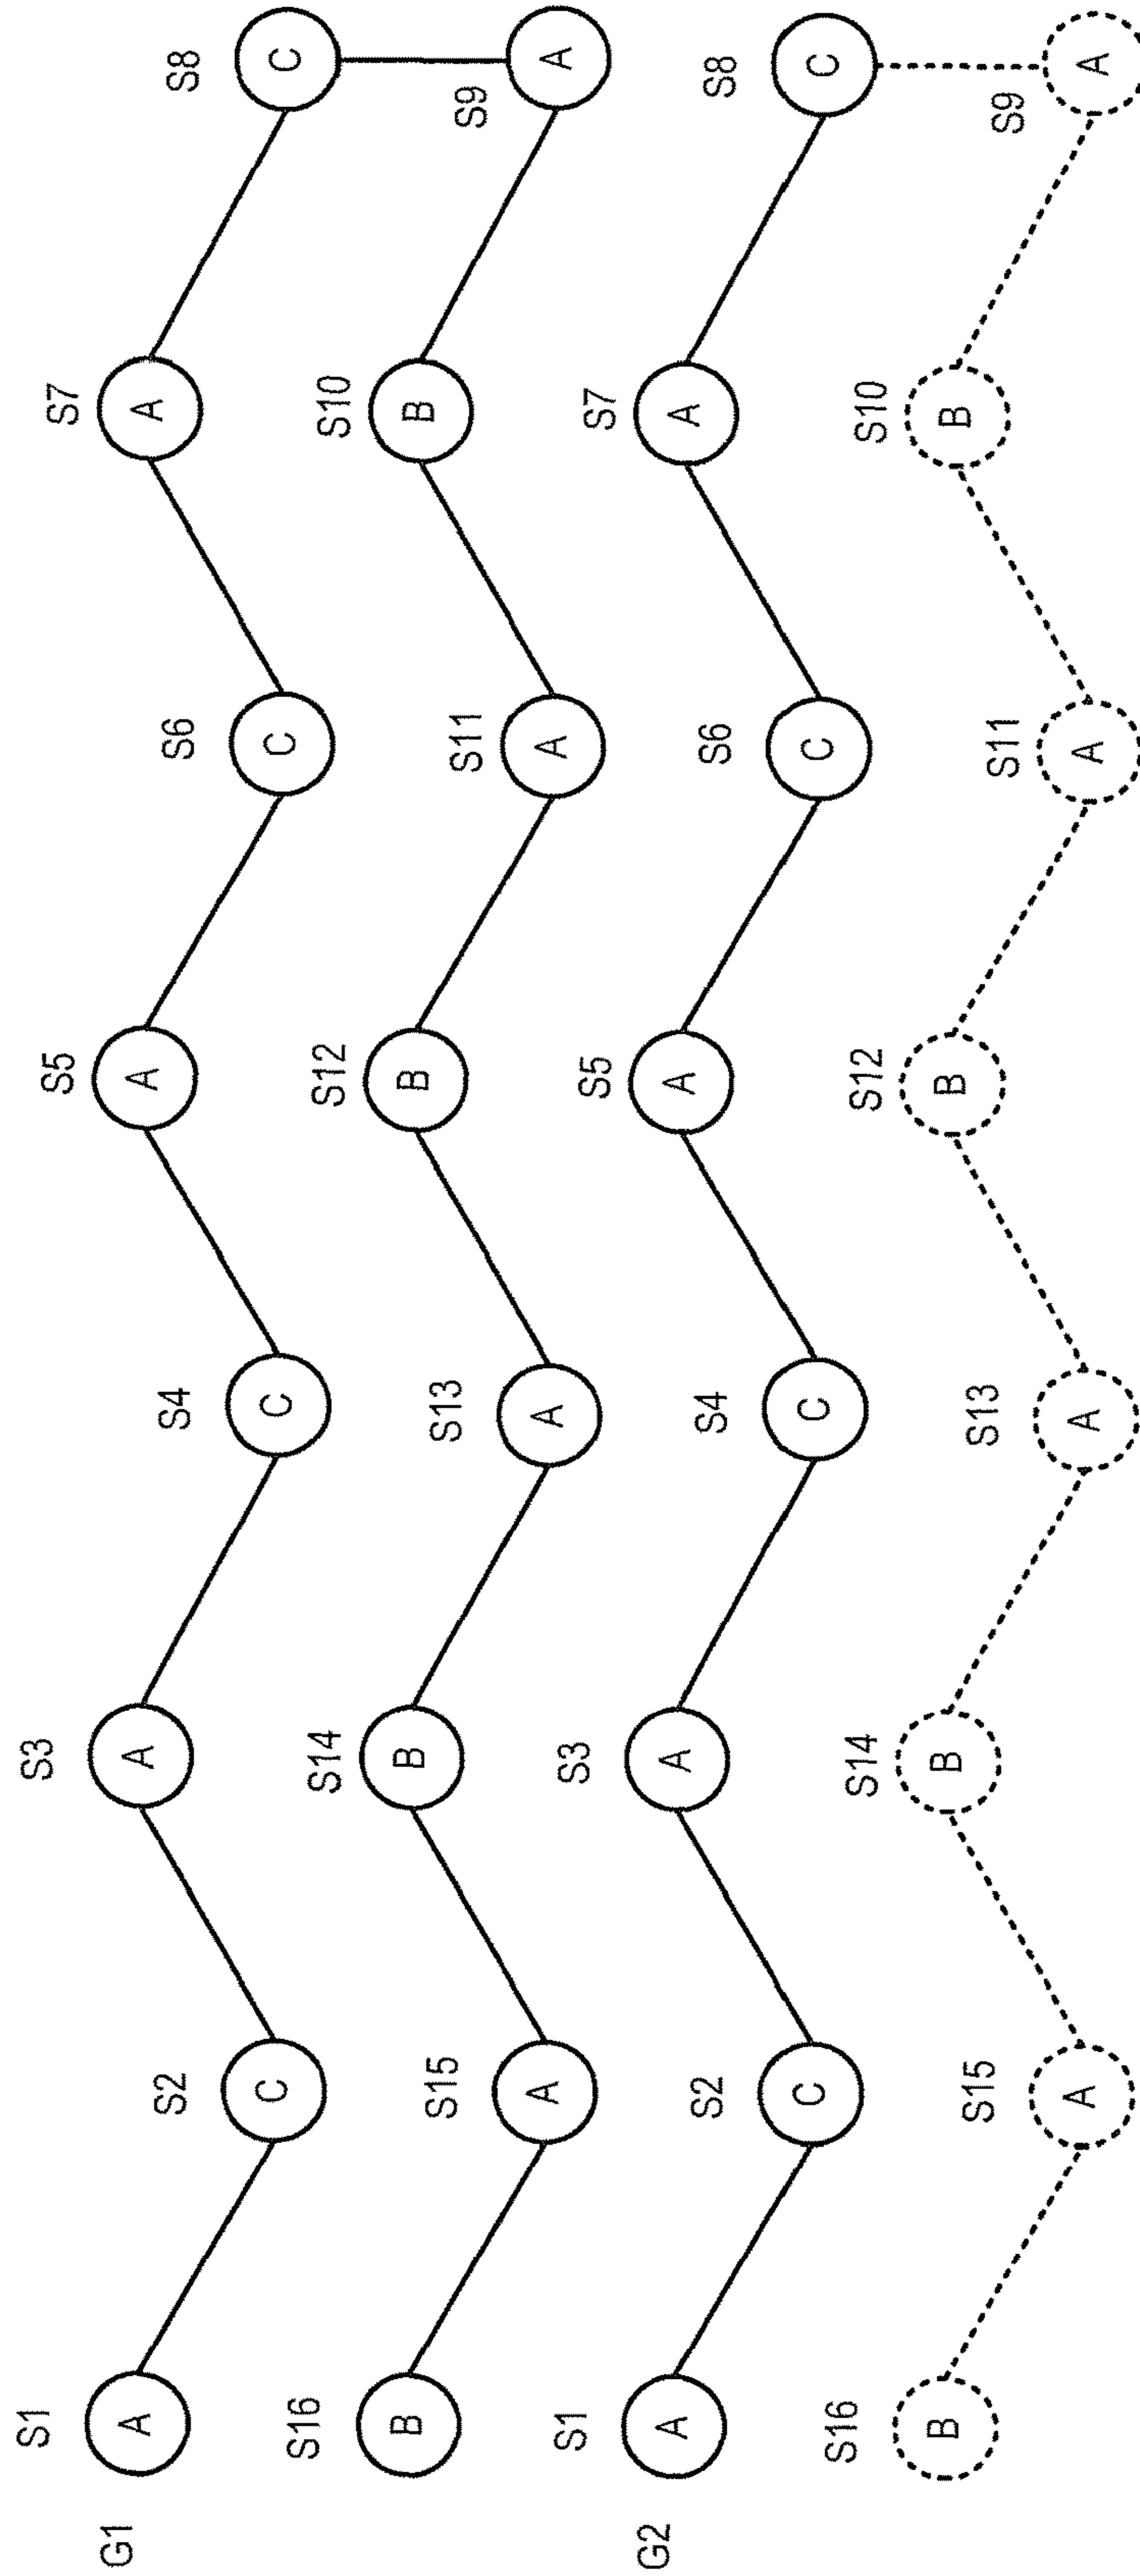 S1 S2 S3 S4 S5 S6 S7 S8
G1 A C A C A C A C
S16 S15 S14 S13 S12 S11 S10 S9
B A B A B A B A
S1 S2 S3 S4 S5 S6 S7 S8
G2 A C A C A C A C
S16 S15 S14 S13 S12 S11 S10 S9
B A B A B A B A